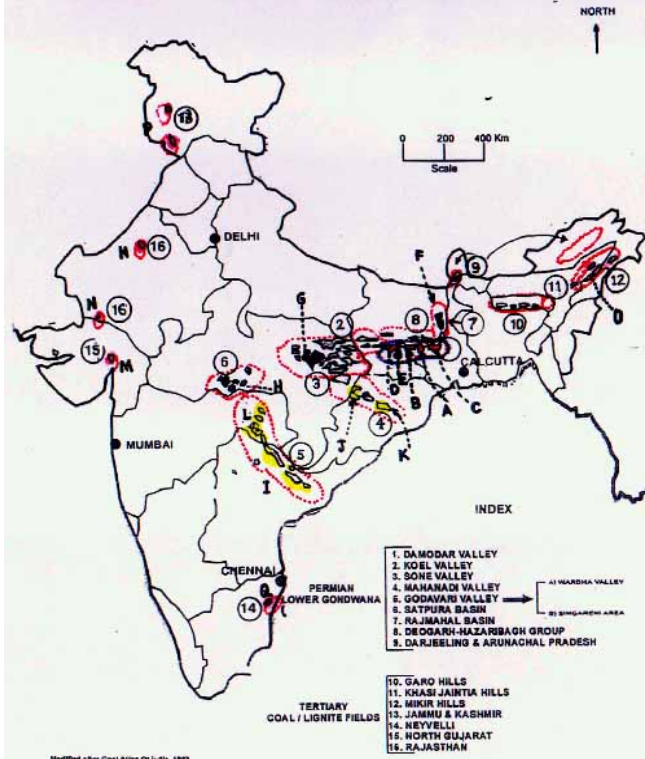 NORTH
0 200 400 Km
Scale
13
16
DELHI
N
9
F
11
12
16
N
G
2
8
7
10
O
15
6
E
CALCUTTA
M
3
H
D
E
B
A
C
L
J
4
K
MUMBAI
5
I
INDEX
CHENNAI
14
PERMIAN
LOWER GONDWANA
1. DAMODAR VALLEY
2. KOEL VALLEY
3. SONE VALLEY
4. MAHANADI VALLEY
5. GODAVARI VALLEY
A) WARDHA VALLEY
B) SINGARENI AREA
6. SATPURA BASIN
7. RAJMAHAL BASIN
8. DEOGARH-HAZARIBAGH GROUP
9. DARJEELING & ARUNACHAL PRADESH
TERTIARY
COAL / LIGNITE FIELDS
10. GARO HILLS
11. KHASI JAINTIA HILLS
12. MIKIR HILLS
13. JAMMU & KASHMIR
14. NEYVELLI
15. NORTH GUJARAT
16. RAJASTHAN